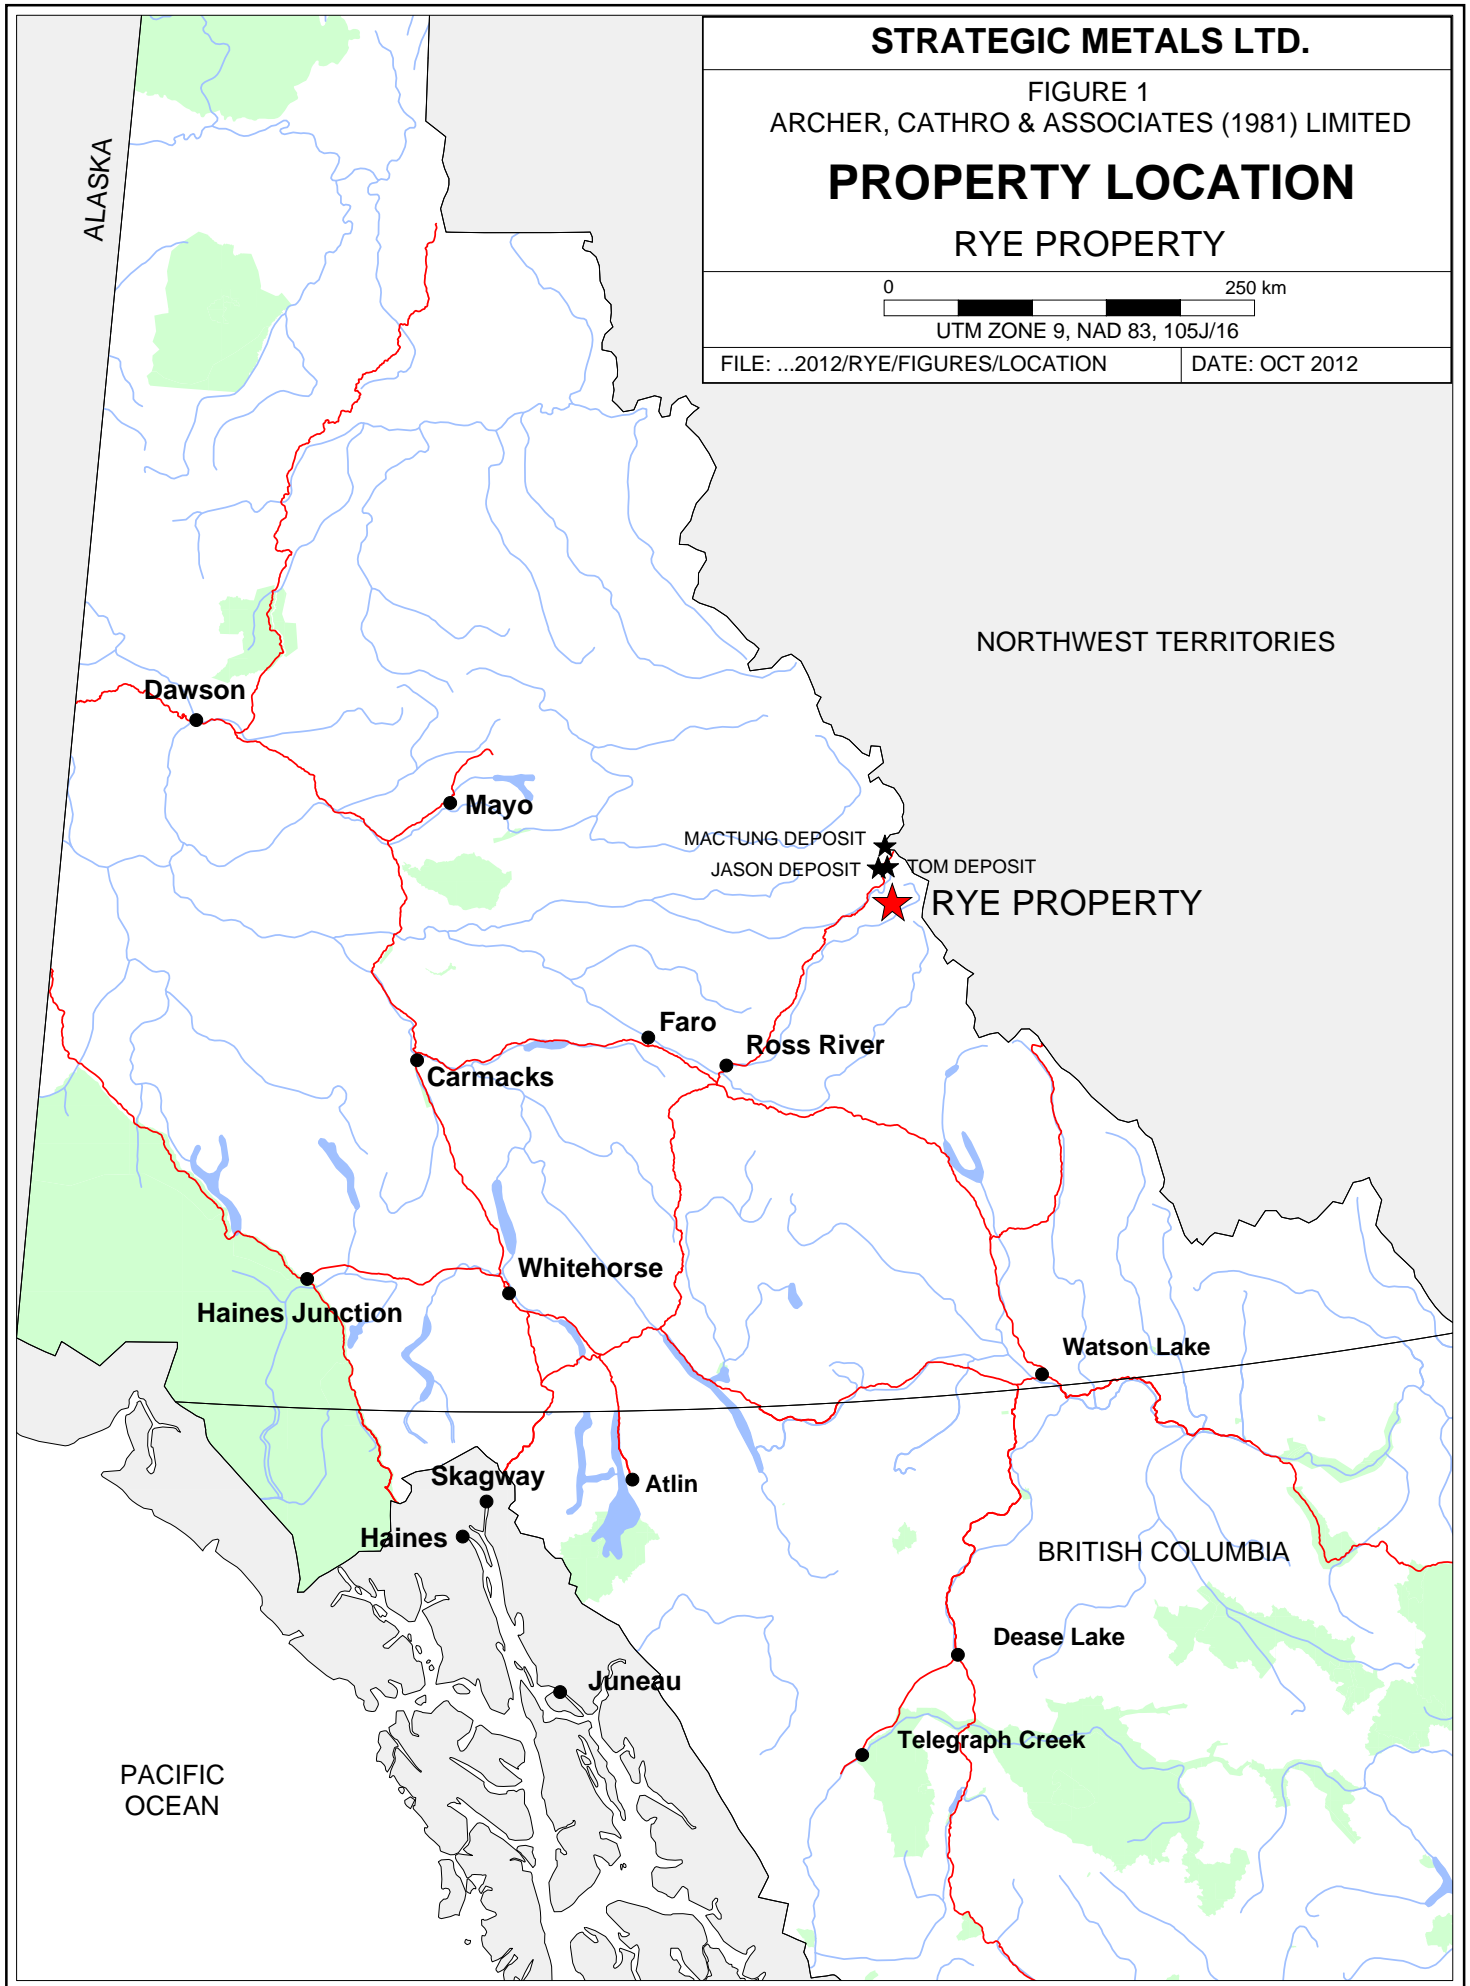 STRATEGIC METALS LTD.
FIGURE 1
ARCHER, CATHRO & ASSOCIATES (1981) LIMITED
PROPERTY LOCATION
RYE PROPERTY
0 250 km
UTM ZONE 9, NAD 83, 105J/16
FILE: ...2012/RYE/FIGURES/LOCATION DATE: OCT 2012
ALASKA
NORTHWEST TERRITORIES
Dawson
Mayo
MACTUNG DEPOSIT
JASON DEPOSIT
TOM DEPOSIT
RYE PROPERTY
Faro
Ross River
Carmacks
Whitehorse
Haines Junction
Watson Lake
Skagway
Atlin
Haines
BRITISH COLUMBIA
Dease Lake
Juneau
Telegraph Creek
PACIFIC
OCEAN